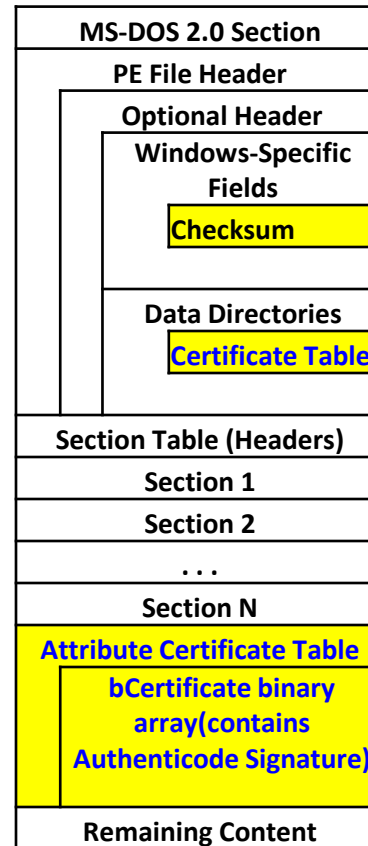 MS-DOS 2.0 Section
PE File Header
Optional Header
Windows-Specific
Fields
Checksum
Data Directories
Certificate Table
Section Table (Headers)
Section 1
Section 2
. . .
Section N
Attribute Certificate Table
bCertificate binary
array(contains
Authenticode Signature)
Remaining Content